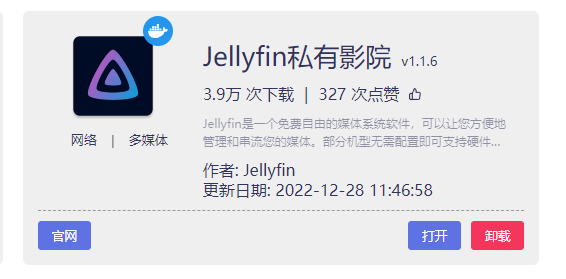 Jellyfin私有影院 v1.1.6
3.9万 次下载 | 327 次点赞
Jellyfin是一个免费自由的媒体系统软件，可以让您方便地
管理和串流您的媒体。部分机型无需配置即可支持硬件...
网络 | 多媒体
作者: Jellyfin
更新日期: 2022-12-28 11:46:58
官网 打开 卸载